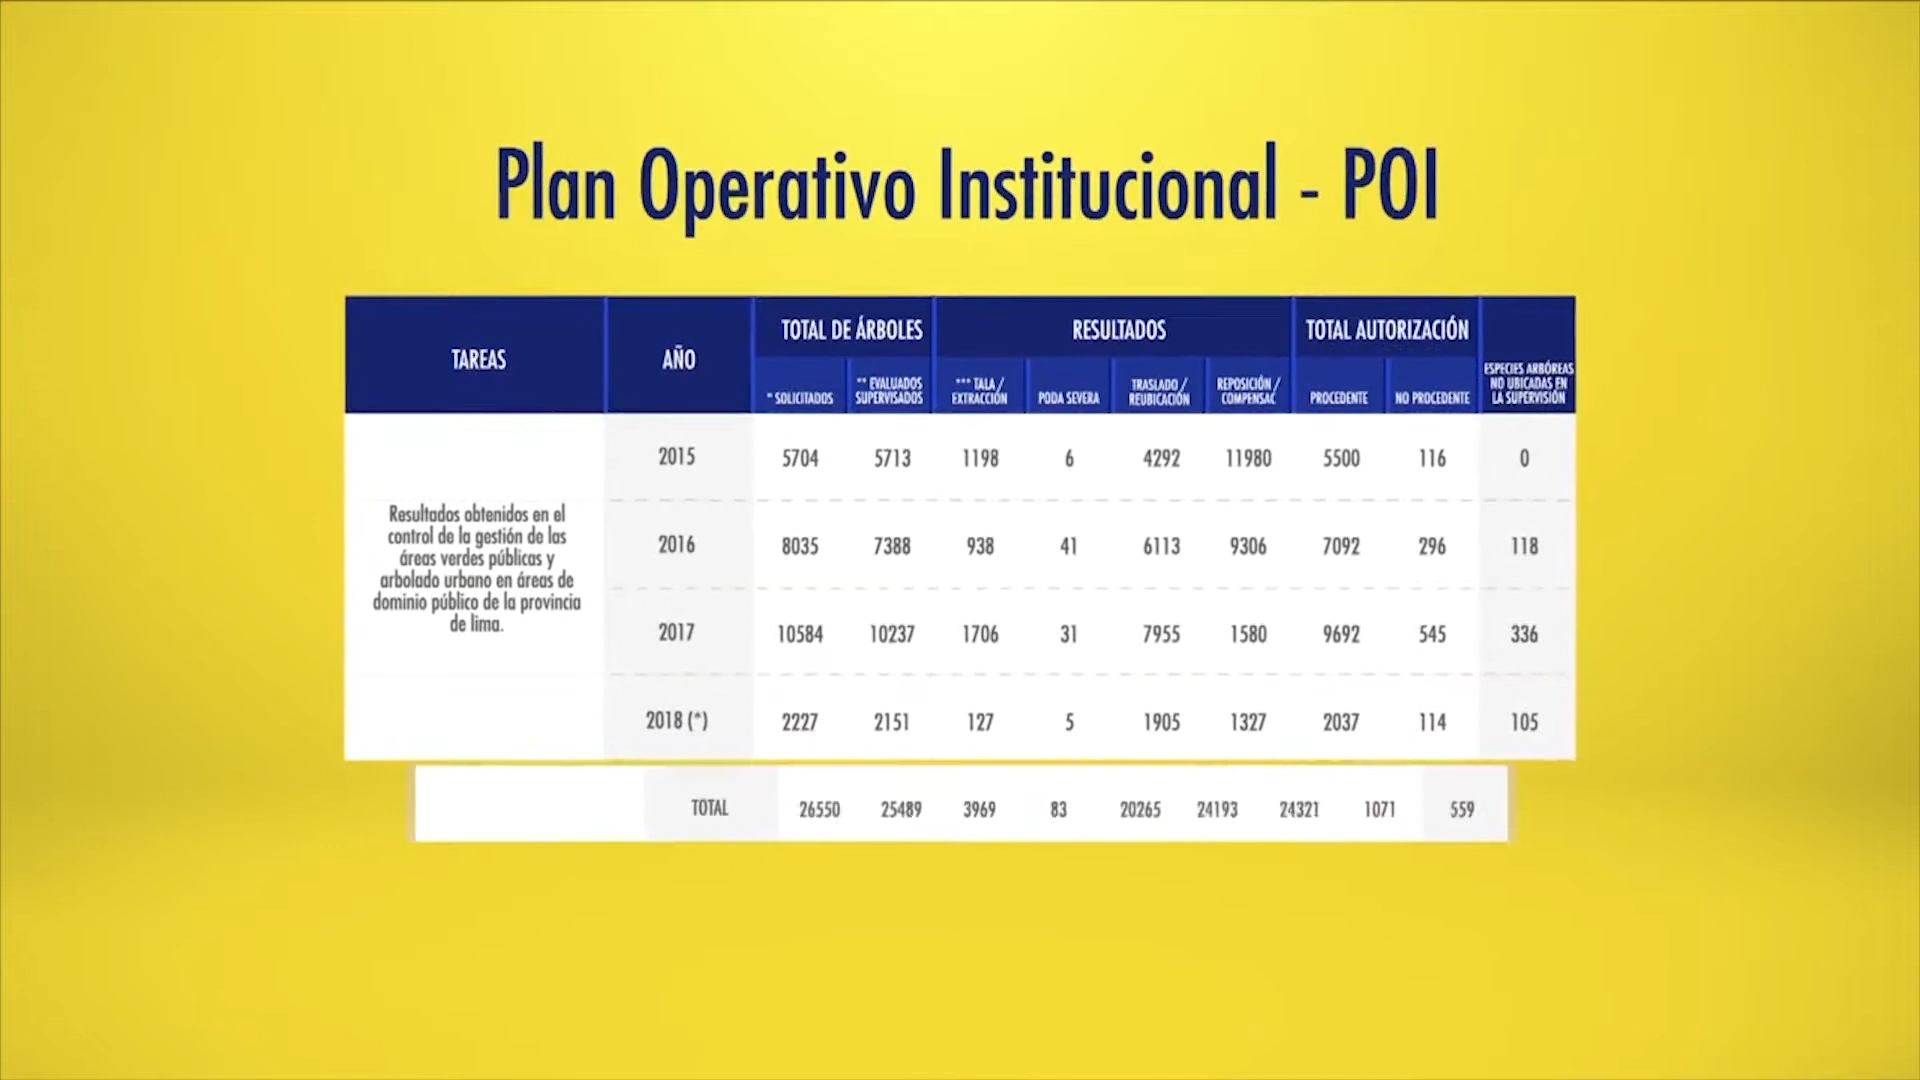 Plan Operativo Institucional - POI
TAREAS
AÑO
TOTAL DE ÁRBOLES
RESULTADOS
TOTAL AUTORIZACIÓN
ESPECIES ARBÓREAS
NO UBICADAS EN
LA SUPERVISIÓN
* SOLICITADOS
** EVALUADOS
SUPERVISADOS
*** TALA /
EXTRACCIÓN
PODA SEVERA
TRASLADO /
REUBICACIÓN
REPOSICIÓN /
COMPENSAC
PROCEDENTE
NO PROCEDENTE
Resultados obtenidos en el
control de la gestión de las
áreas verdes públicas y
arbolado urbano en áreas de
dominio público de la provincia
de lima.
2015 5704 5713 1198 6 4292 11980 5500 116 0
2016 8035 7388 938 41 6113 9306 7092 296 118
2017 10584 10237 1706 31 7955 1580 9692 545 336
2018 (*) 2227 2151 127 5 1905 1327 2037 114 105
TOTAL 26550 25489 3969 83 20265 24193 24321 1071 559